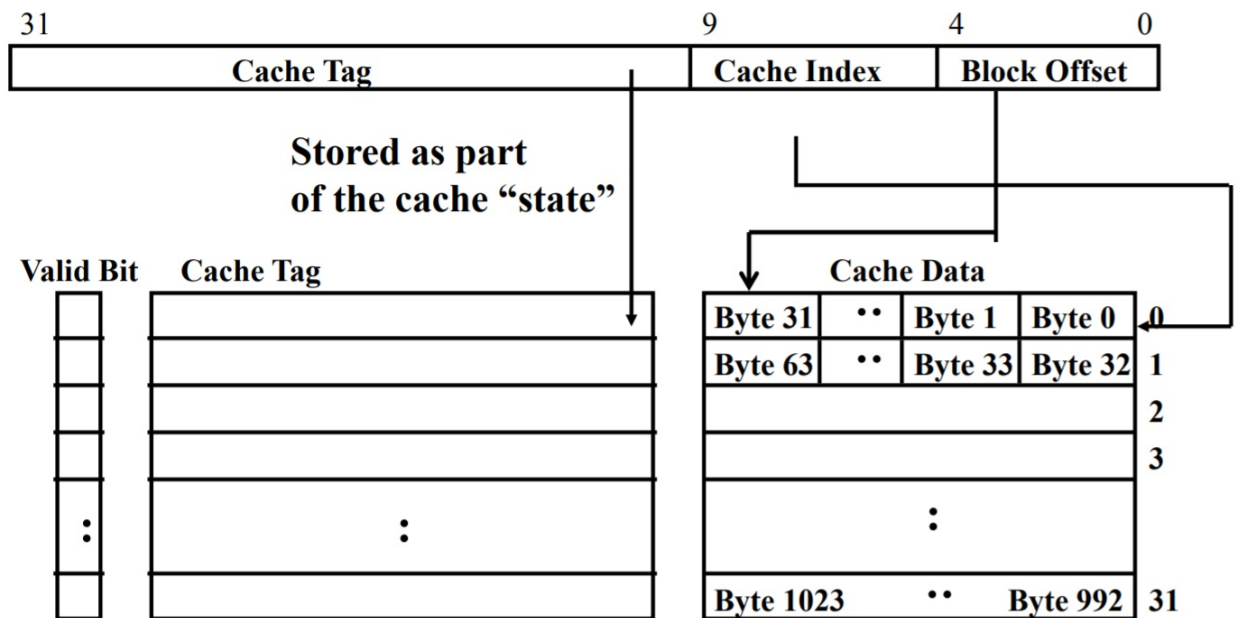 31 9 4 0
Cache Tag Cache Index Block Offset
Stored as part
of the cache “state”
Valid Bit Cache Tag Cache Data
Byte 31 •• Byte 1 Byte 0 0
Byte 63 •• Byte 33 Byte 32 1
2
3
: : :
Byte 1023 •• Byte 992 31